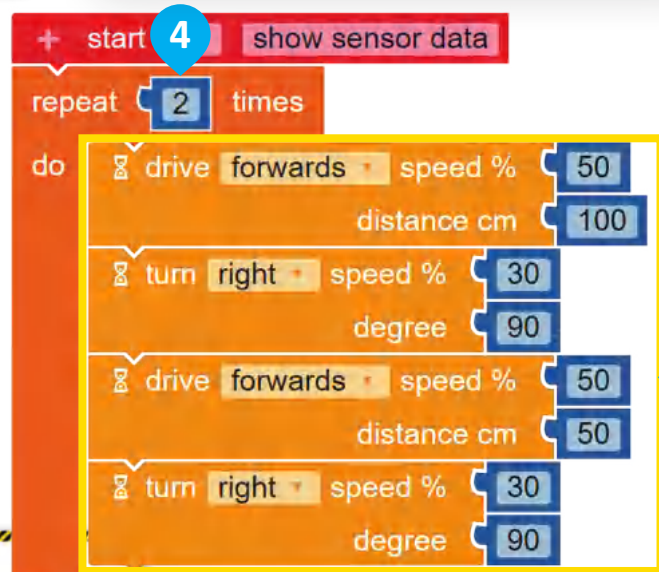 + start 4 show sensor data
repeat 2 times
do drive forwards speed % 50
distance cm 100
turn right speed % 30
degree 90
drive forwards speed % 50
distance cm 50
turn right speed % 30
degree 90